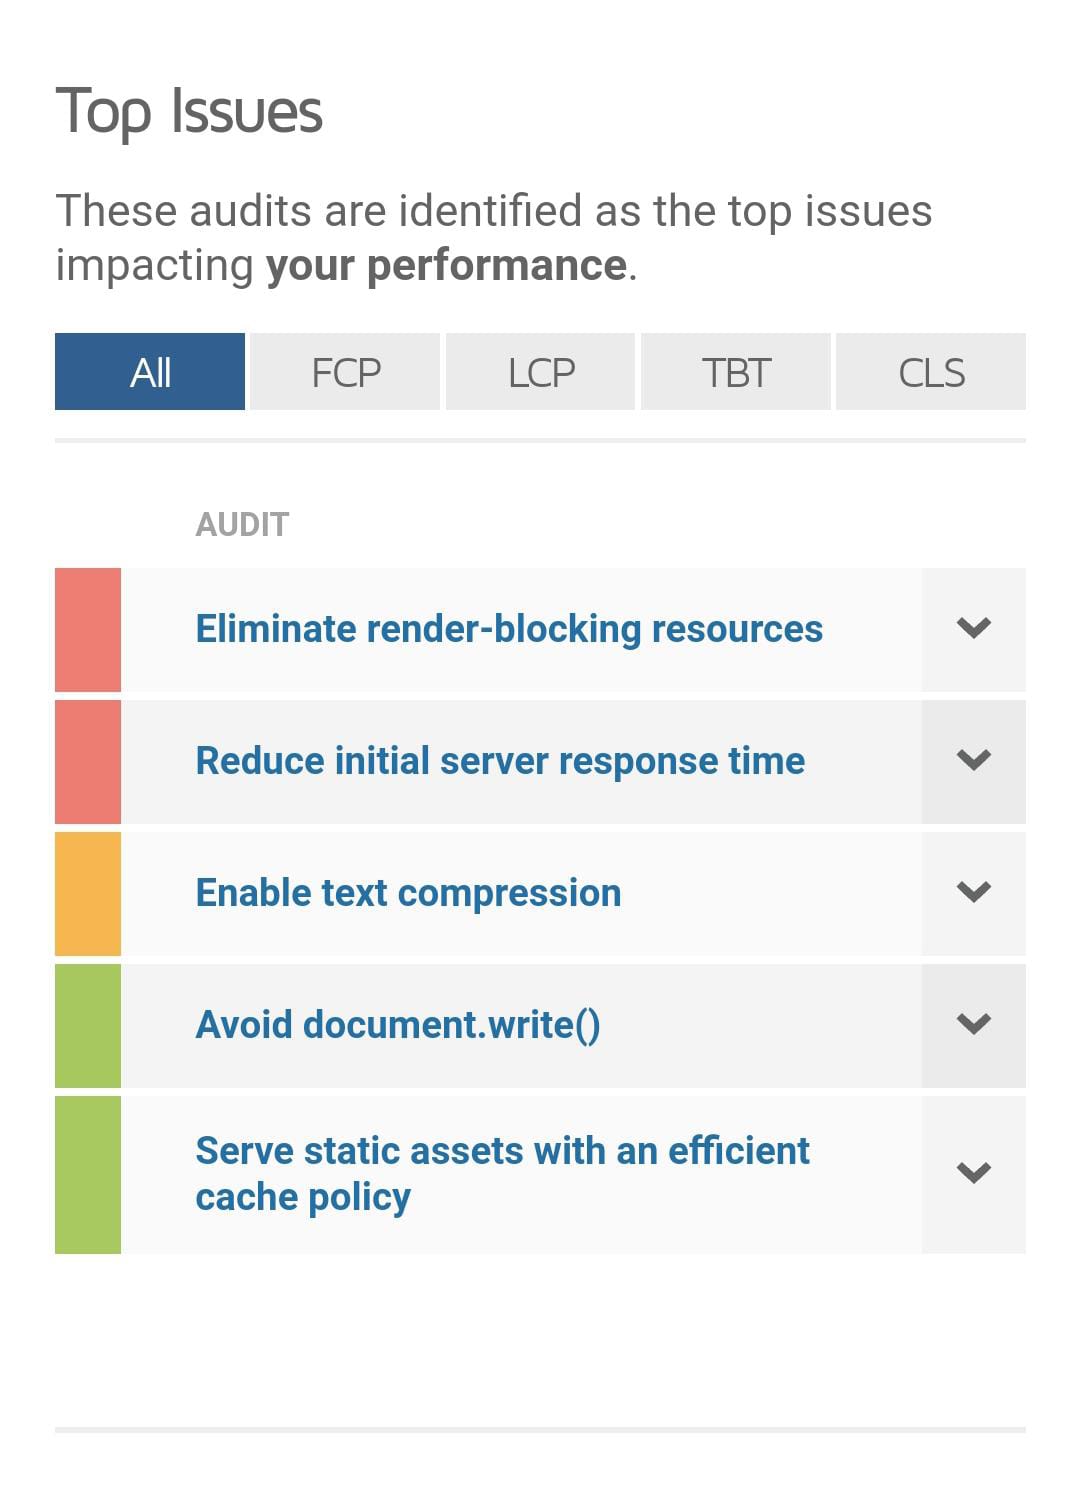 Top Issues
These audits are identified as the top issues
impacting your performance.
All FCP LCP TBT CLS
AUDIT
Eliminate render-blocking resources
Reduce initial server response time
Enable text compression
Avoid document.write()
Serve static assets with an efficient
cache policy